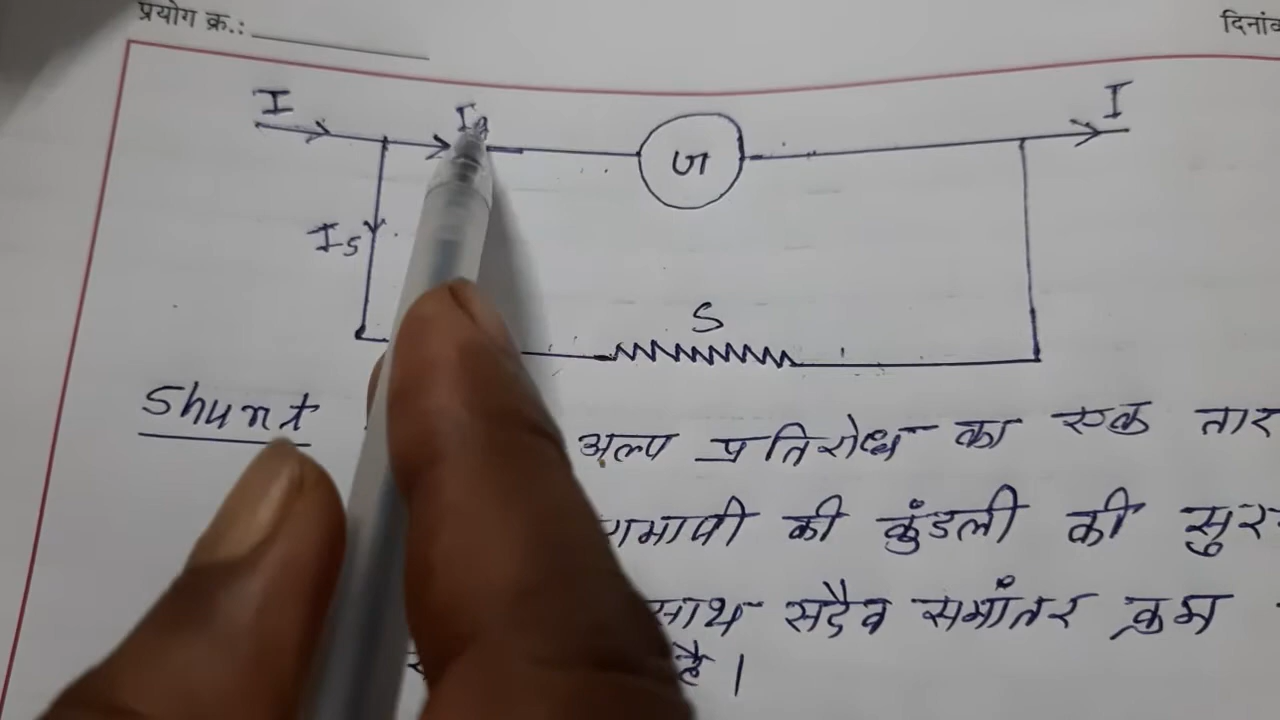 प्रयोग क्र.:
I Ig I
G
Is
S
Shunt
अल्प प्रतिरोध का एक तार
की कुंडली की
साथ सदैव समांतर क्रम
है।